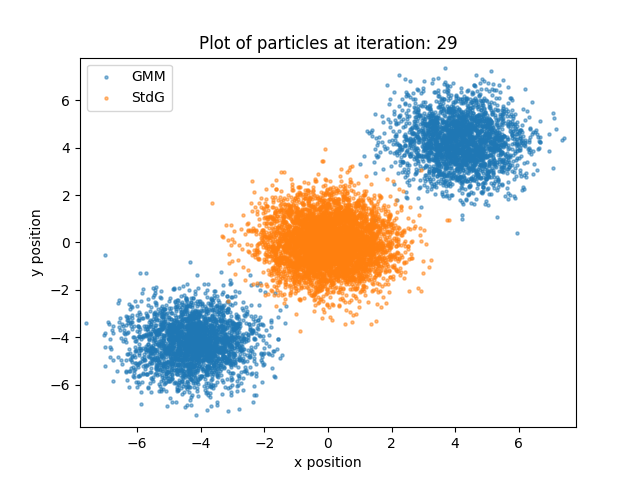 Plot of particles at iteration: 29
GMM
StdG
6
4
2
0
−2
−4
−6
y position
−6 −4 −2 0 2 4 6
x position